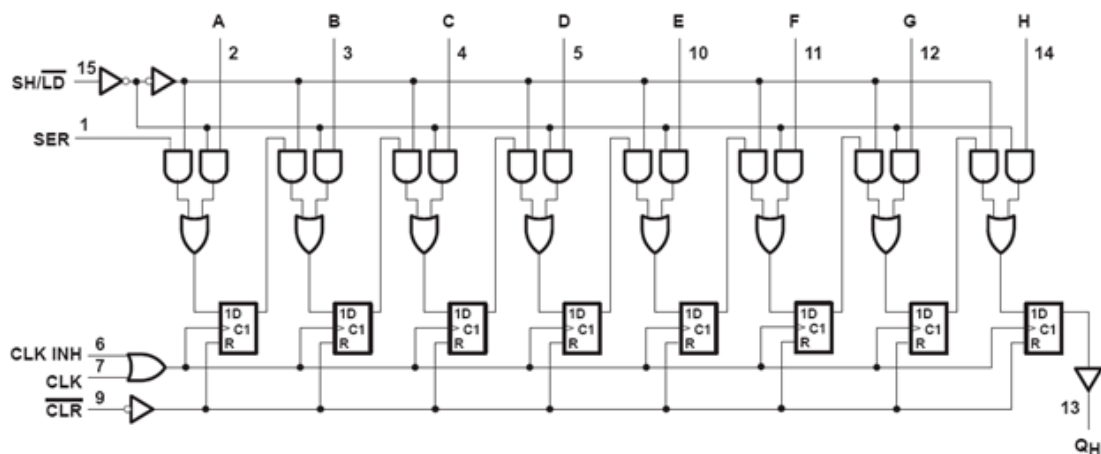 A B C D E F G H
2 3 4 5 10 11 12 14
SH/LD 15
SER 1
1D 1D 1D 1D 1D 1D 1D 1D
C1 C1 C1 C1 C1 C1 C1 C1
R R R R R R R R
CLK INH 6
CLK 7
CLR 9
13
QH